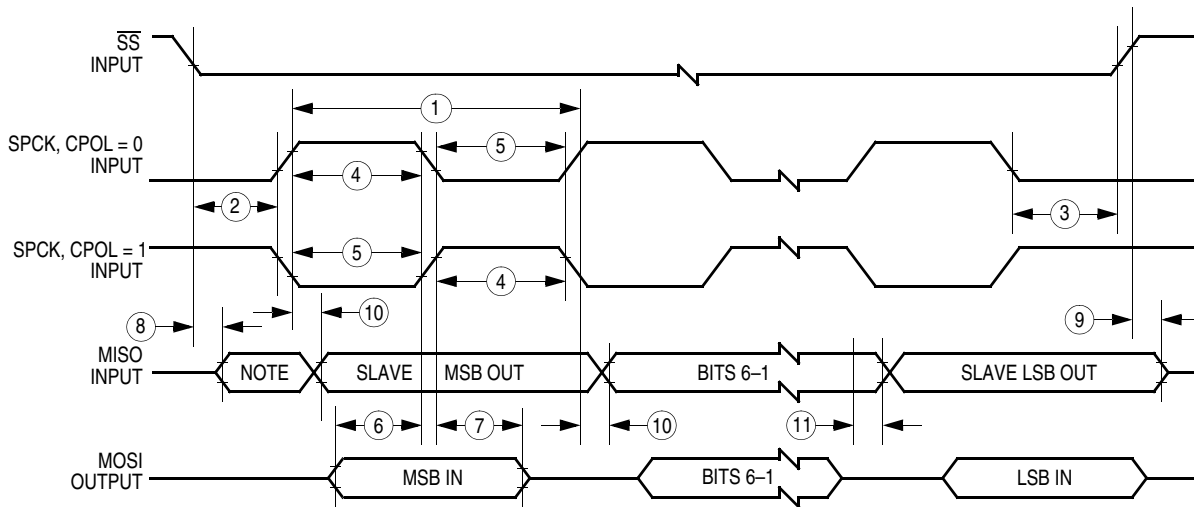 SS
INPUT
1
SPCK, CPOL = 0
INPUT
5
4
2
3
SPCK, CPOL = 1
INPUT
5
4
8
10
9
MISO
INPUT
NOTE
SLAVE
MSB OUT
BITS 6–1
SLAVE LSB OUT
6
7
10
11
MOSI
OUTPUT
MSB IN
BITS 6–1
LSB IN